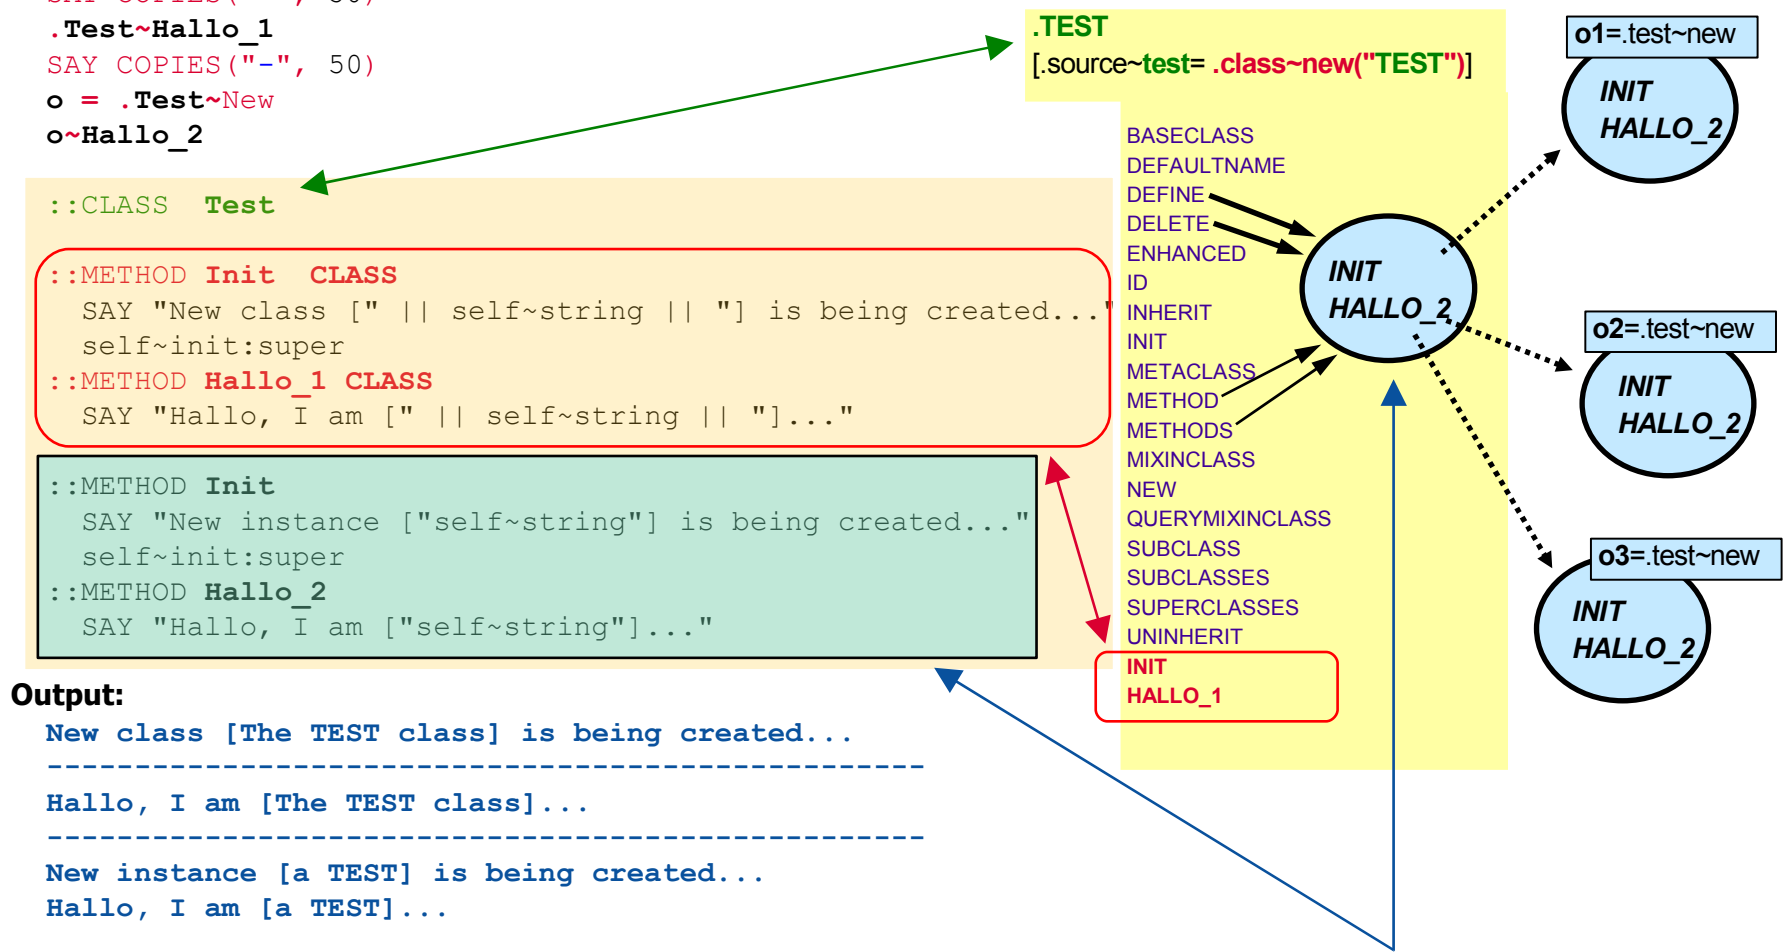 SAY COPIES("-", 50)
.Test~Hallo_1
SAY COPIES("-", 50)
o = .Test~New
o~Hallo_2
::CLASS Test
::METHOD Init CLASS
SAY "New class [" || self~string || "] is being created..."
self~init:super
::METHOD Hallo_1 CLASS
SAY "Hallo, I am [" || self~string || "]..."
::METHOD Init
SAY "New instance ["self~string"] is being created..."
self~init:super
::METHOD Hallo_2
SAY "Hallo, I am ["self~string"]..."
Output:
New class [The TEST class] is being created...
--------------------------------------------------
Hallo, I am [The TEST class]...
--------------------------------------------------
New instance [a TEST] is being created...
Hallo, I am [a TEST]...
.TEST
[.source~test= .class~new("TEST")]
BASECLASS
DEFAULTNAME
DEFINE
DELETE
ENHANCED
ID
INHERIT
INIT
METACLASS
METHOD
METHODS
MIXINCLASS
NEW
QUERYMIXINCLASS
SUBCLASS
SUBCLASSES
SUPERCLASSES
UNINHERIT
INIT
HALLO_1
INIT
HALLO_2
o1=.test~new
INIT
HALLO_2
o2=.test~new
INIT
HALLO_2
o3=.test~new
INIT
HALLO_2